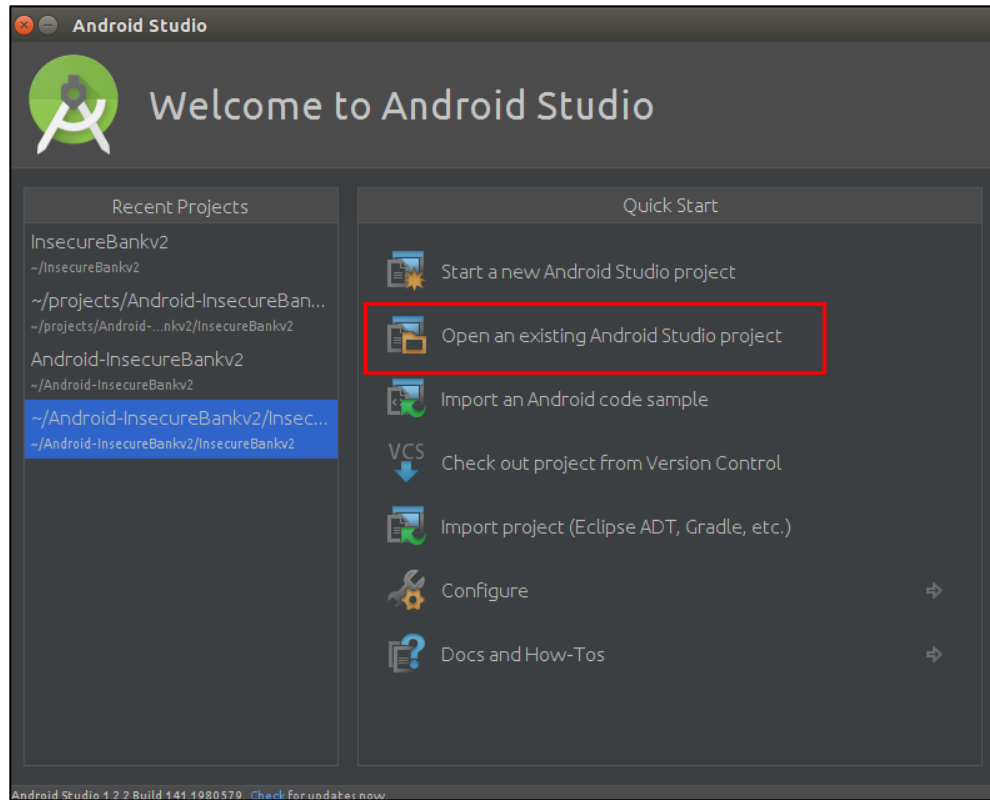 Android Studio
Welcome to Android Studio
Recent Projects
InsecureBankv2
~/InsecureBankv2
~/projects/Android-InsecureBan...
~/projects/Android-...nkv2/InsecureBankv2
Android-InsecureBankv2
~/Android-InsecureBankv2
~/Android-InsecureBankv2/Insec...
~/Android-InsecureBankv2/InsecureBankv2
Quick Start
Start a new Android Studio project
Open an existing Android Studio project
Import an Android code sample
VCS
Check out project from Version Control
Import project (Eclipse ADT, Gradle, etc.)
Configure
Docs and How-Tos
Android Studio 1.2.2 Build 141.1980579. Check for updates now.